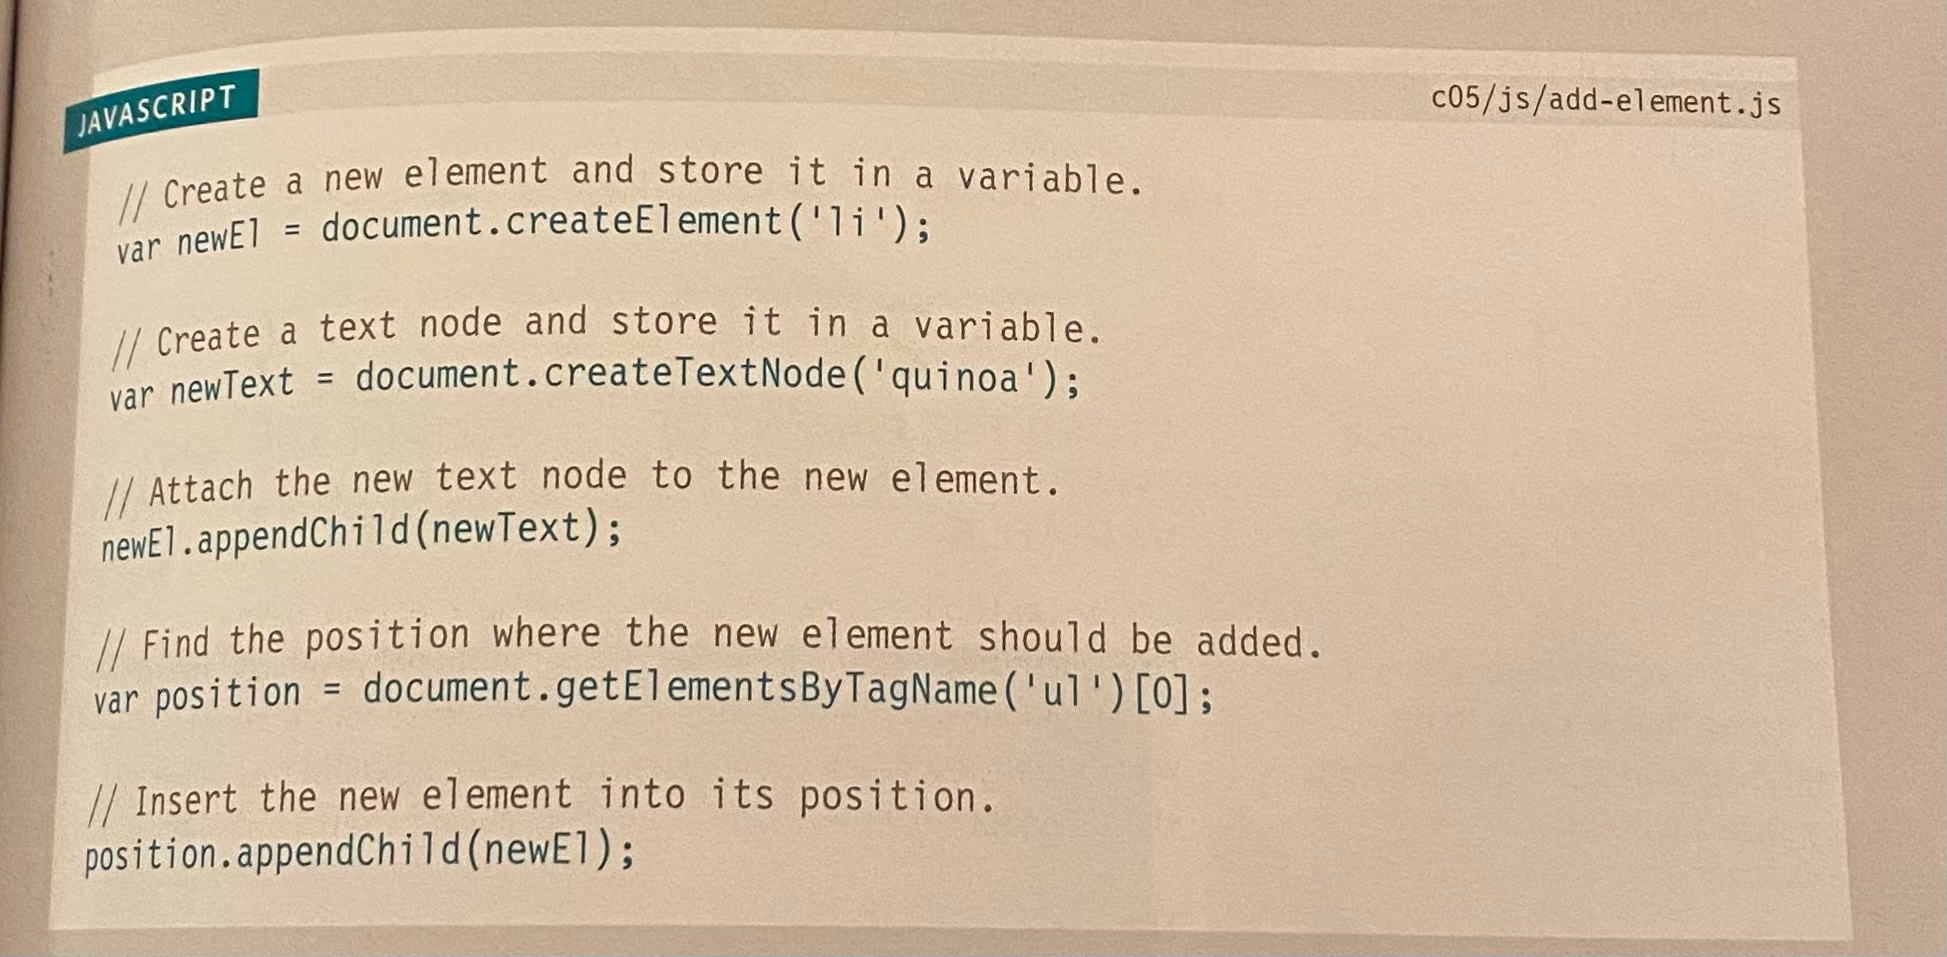 JAVASCRIPT
c05/js/add-element.js
// Create a new element and store it in a variable.
var newEl = document.createElement('li');
// Create a text node and store it in a variable.
var newText = document.createTextNode('quinoa');
// Attach the new text node to the new element.
newEl.appendChild(newText);
// Find the position where the new element should be added.
var position = document.getElementsByTagName('ul')[0];
// Insert the new element into its position.
position.appendChild(newEl);